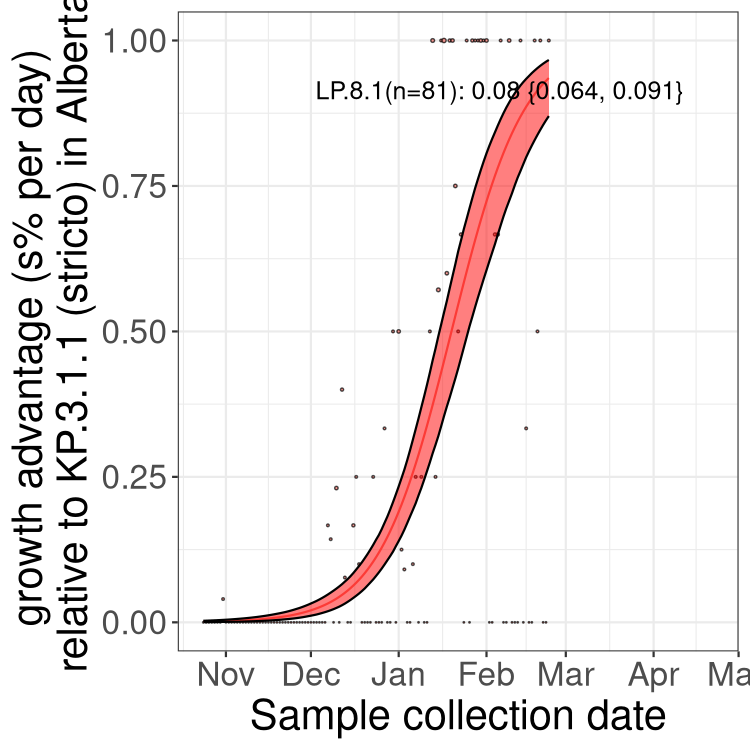 growth advantage (s% per day)
relative to KP.3.1.1 (stricto) in Alberta
1.00
0.75
0.50
0.25
0.00
LP.8.1(n=81): 0.08 {0.064, 0.091}
Nov Dec Jan Feb Mar Apr Ma
Sample collection date